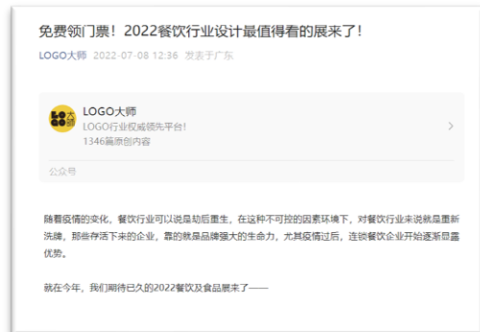 免费领门票！2022餐饮行业设计最值得看的展来了！
LOGO大师 2022-07-08 12:36 发表于广东
LOGO大师
LOGO大师
LOGO行业权威领先平台！
1346篇原创内容
公众号
随着疫情的变化，餐饮行业可以说是劫后重生，在这种不可控的因素环境下，对餐饮行业来说就是重新
洗牌，那些存活下来的企业，靠的就是品牌强大的生命力，尤其疫情过后，连锁餐饮企业开始逐渐显露
优势。
就在今年，我们期待已久的2022餐饮及食品展来了——